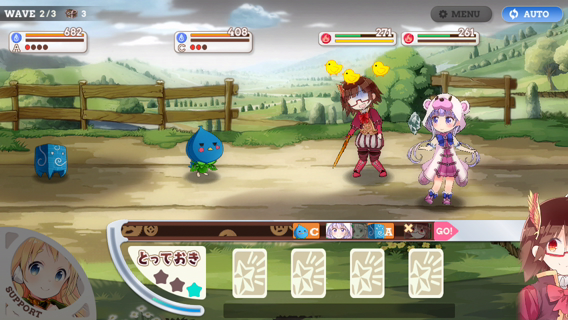 WAVE 2/3 3
MENU
AUTO
682
A
408
C
271
261
C
A
GO!
とっておき
SUPPORT